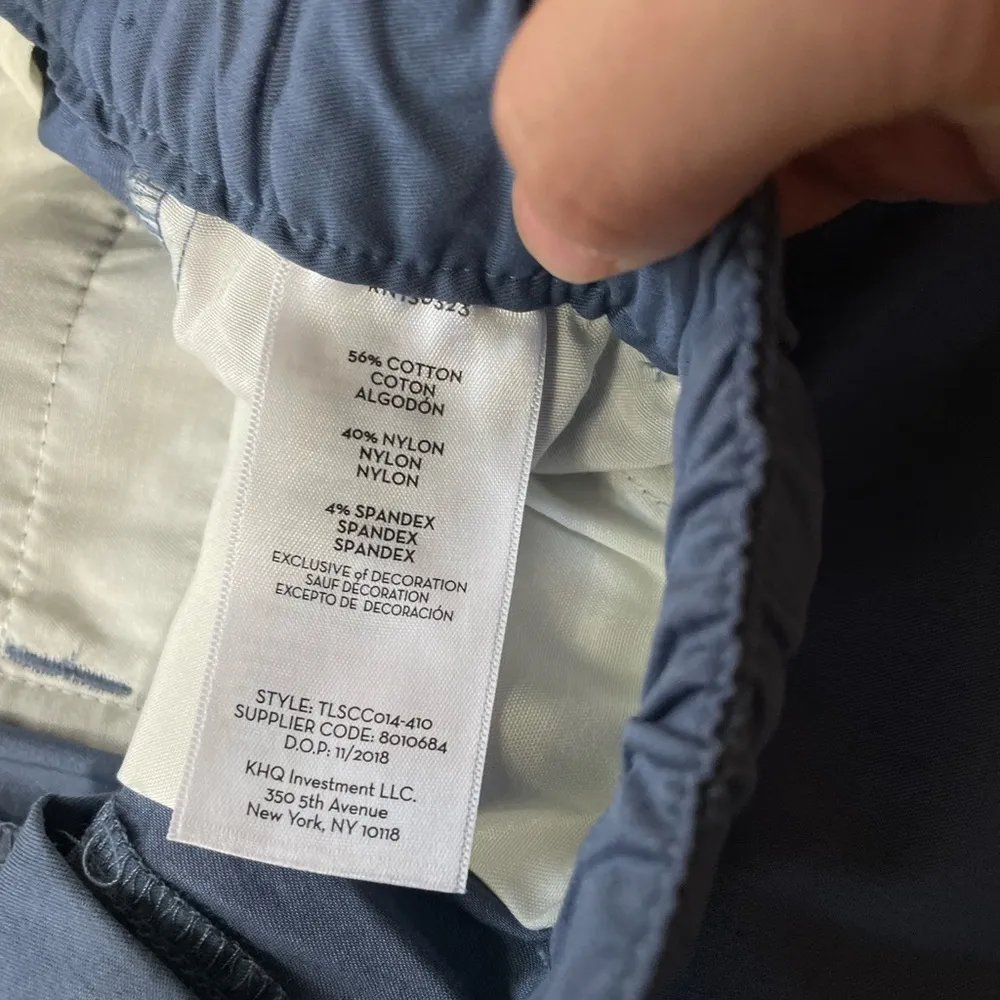 56% COTTON
COTON
ALGODÓN
40% NYLON
NYLON
NYLON
4% SPANDEX
SPANDEX
SPANDEX
EXCLUSIVE of DECORATION
SAUF DÉCORATION
EXCEPTO DE DECORACIÓN
STYLE: TLSCC014-410
SUPPLIER CODE: 8010684
D.O.P: 11/2018
KHQ Investment LLC.
350 5th Avenue
New York, NY 10118